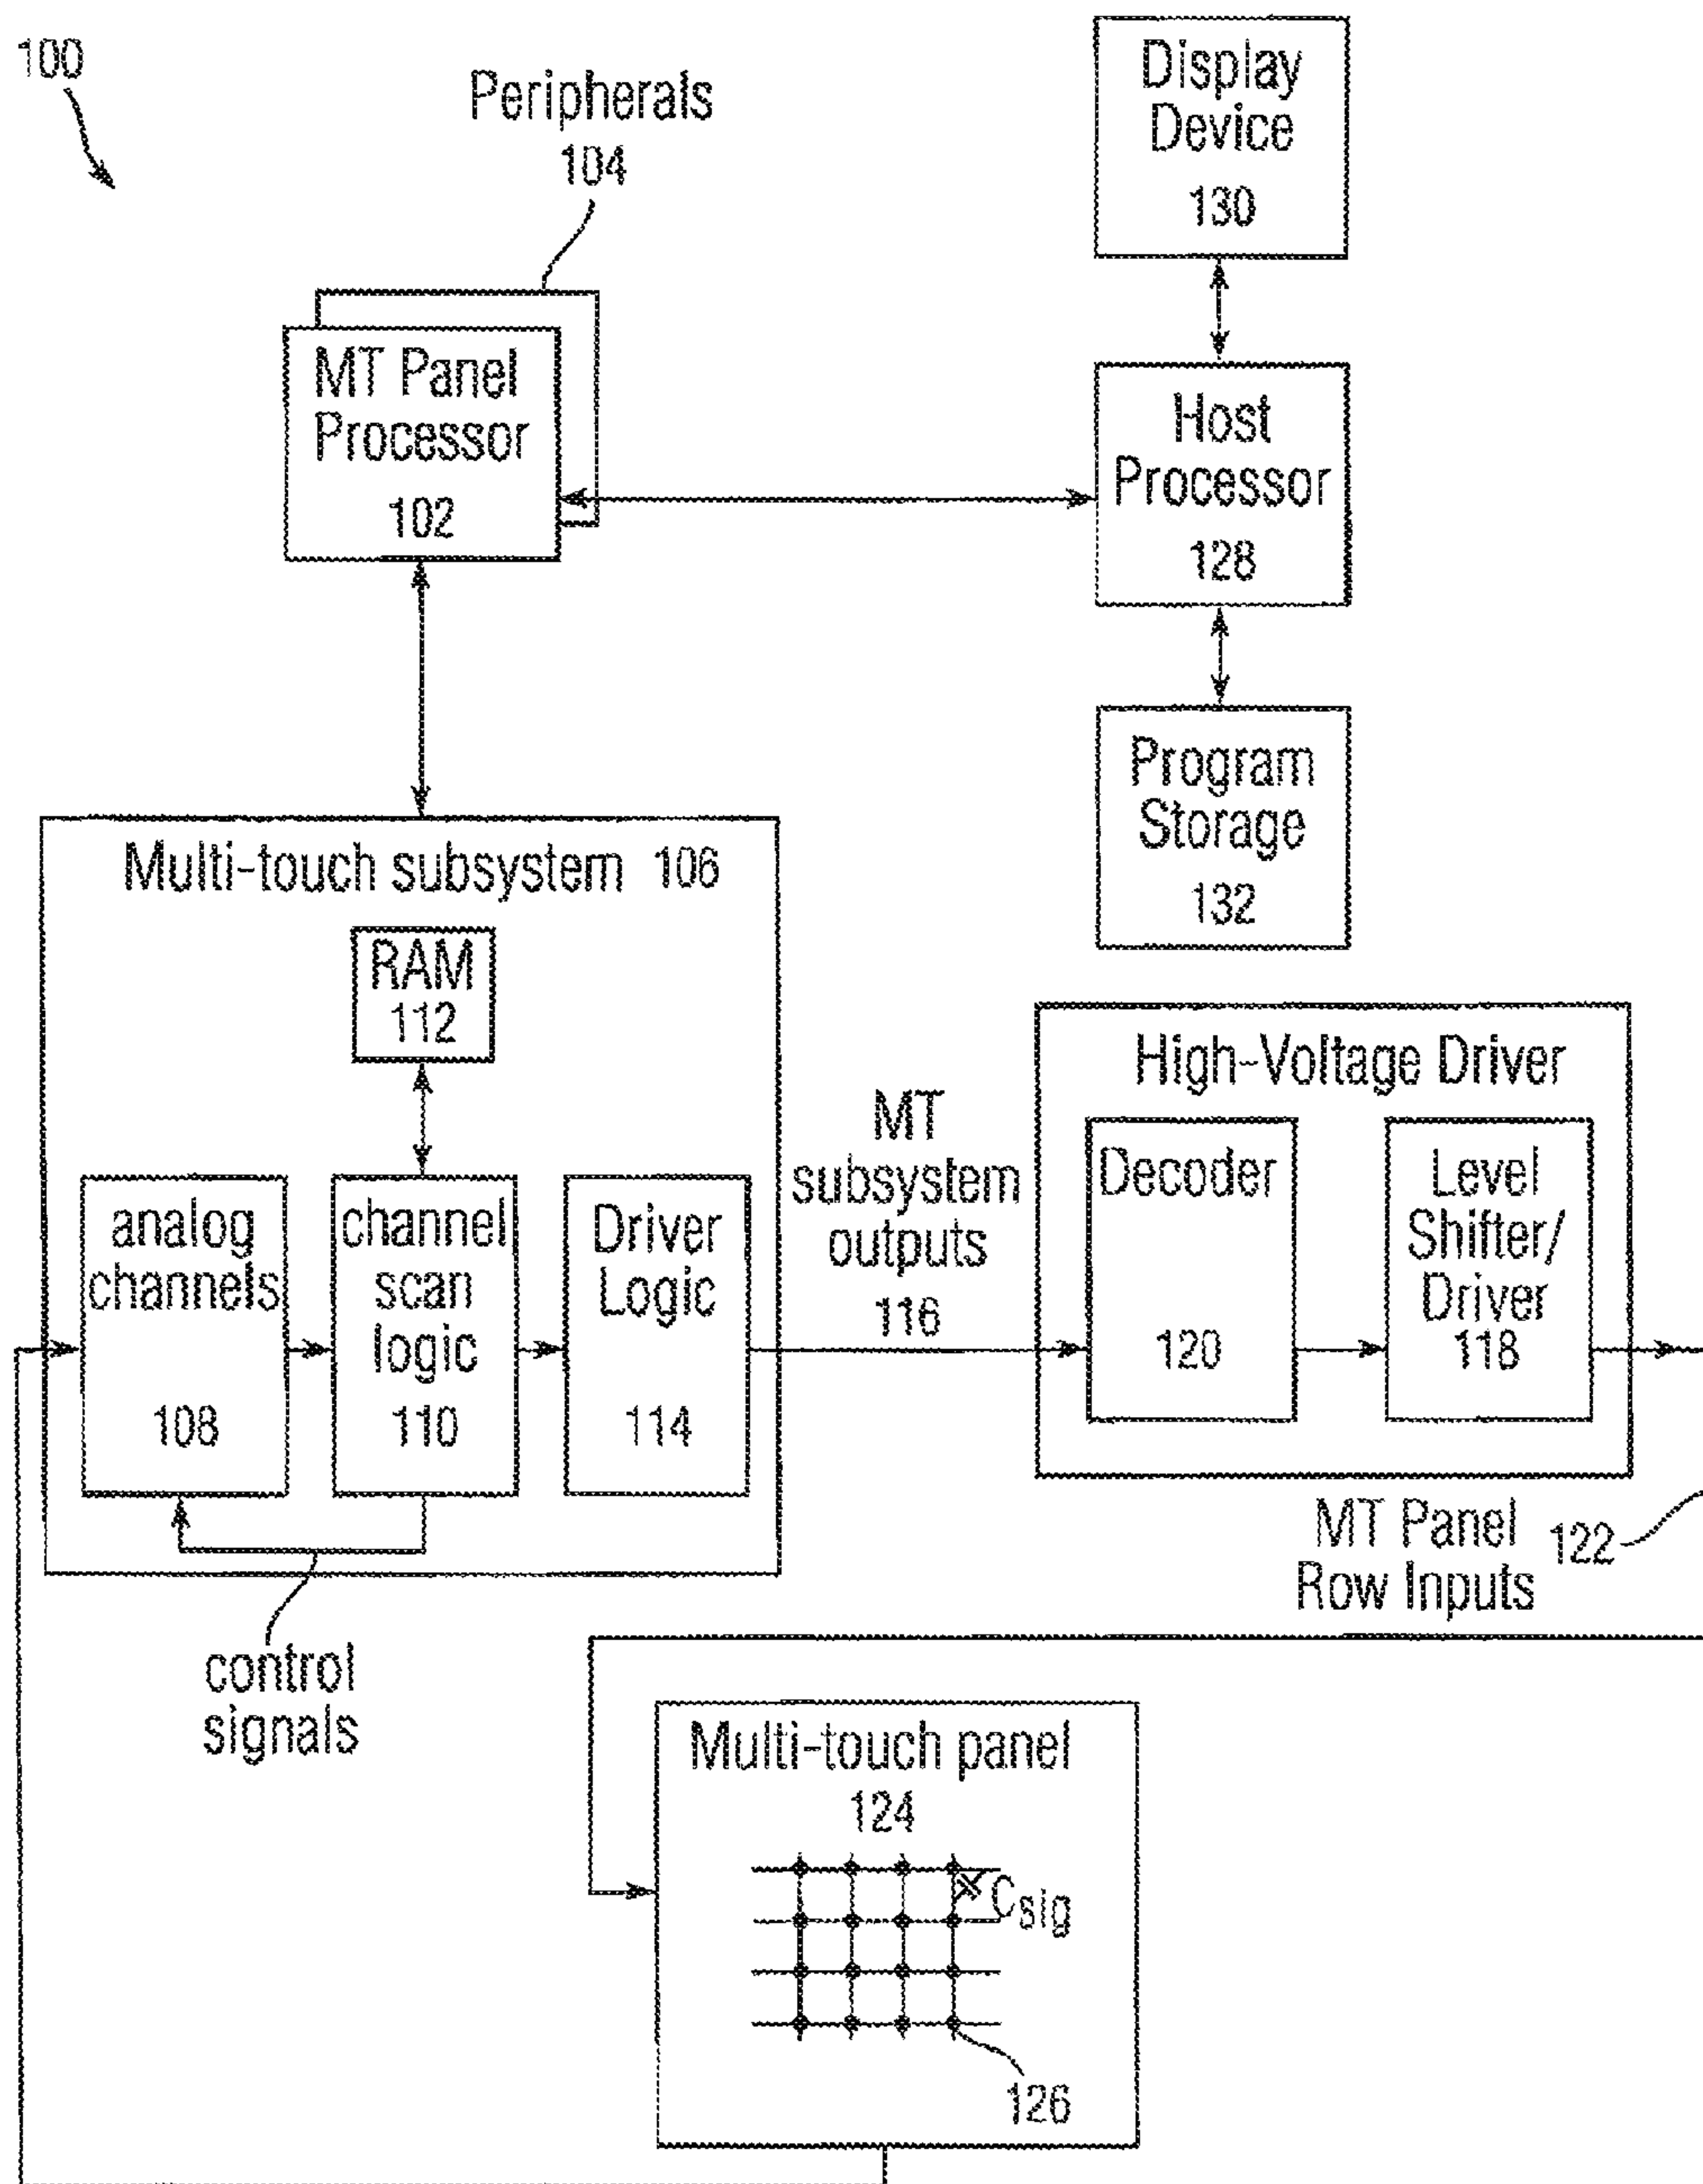 100
Peripherals
104
Display
Device
130
MT Panel
Processor
102
Host
Processor
128
Program
Storage
132
Multi-touch subsystem 106
RAM
112
analog
channels
108
channel
scan
logic
110
Driver
Logic
114
control
signals
MT
subsystem
outputs
116
High-Voltage Driver
Decoder
120
Level
Shifter/
Driver
118
MT Panel
Row Inputs
122
Multi-touch panel
124
Csig
126